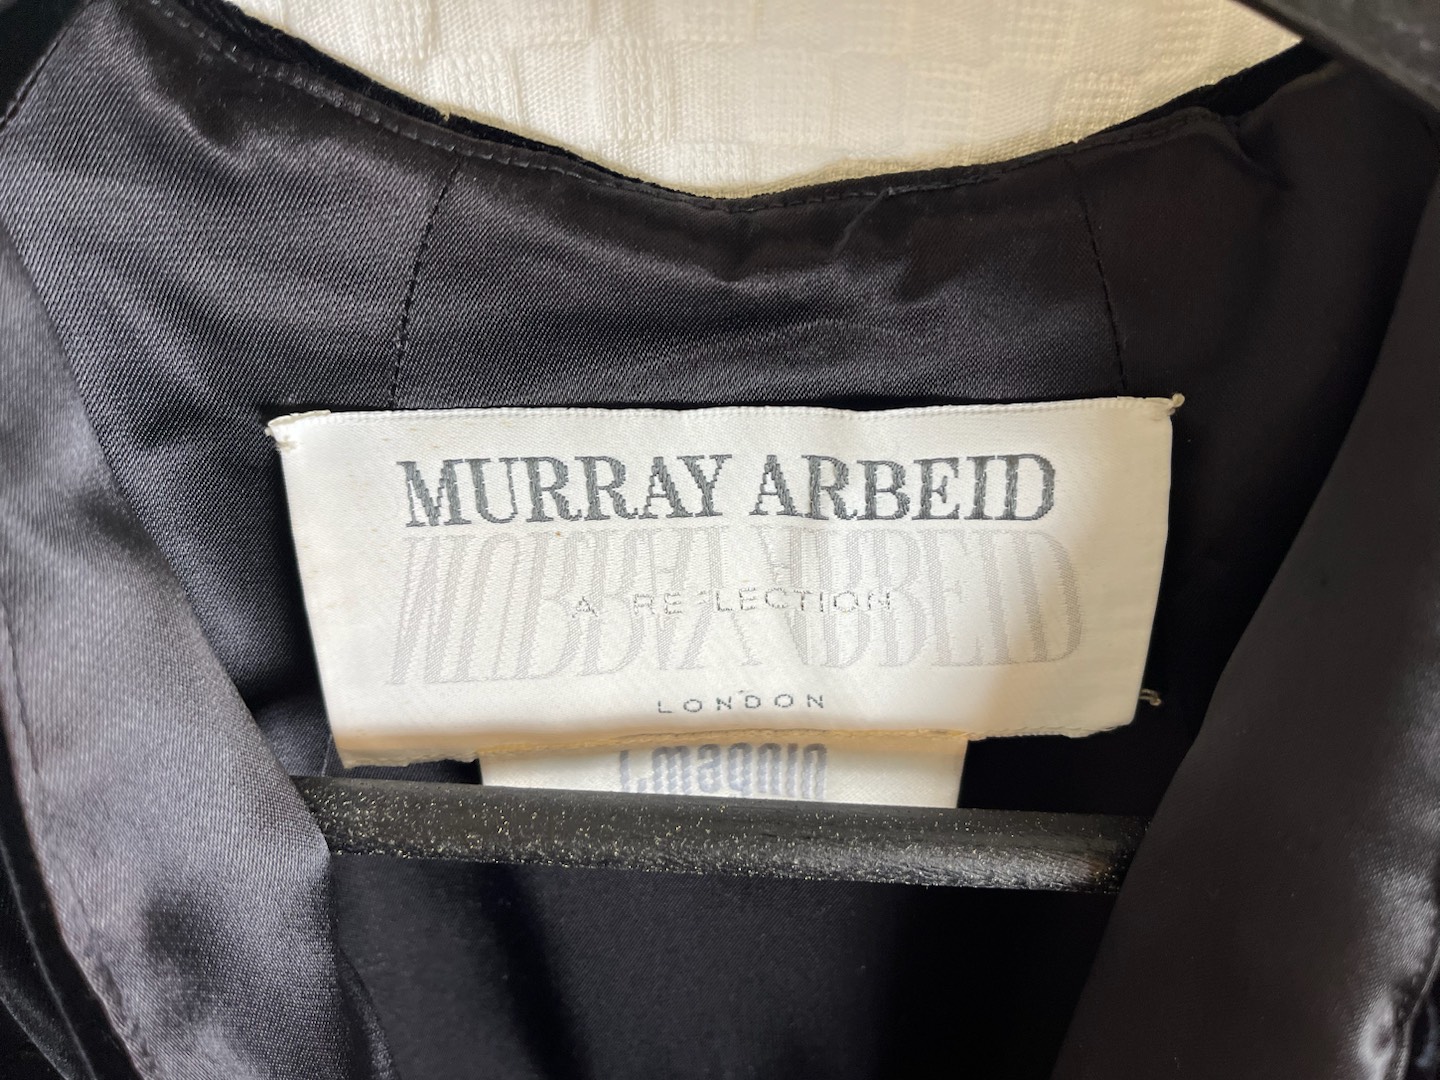 MURRAY ARBEID
MURRAY ARBEID
A REFLECTION
LONDON
I.magnin